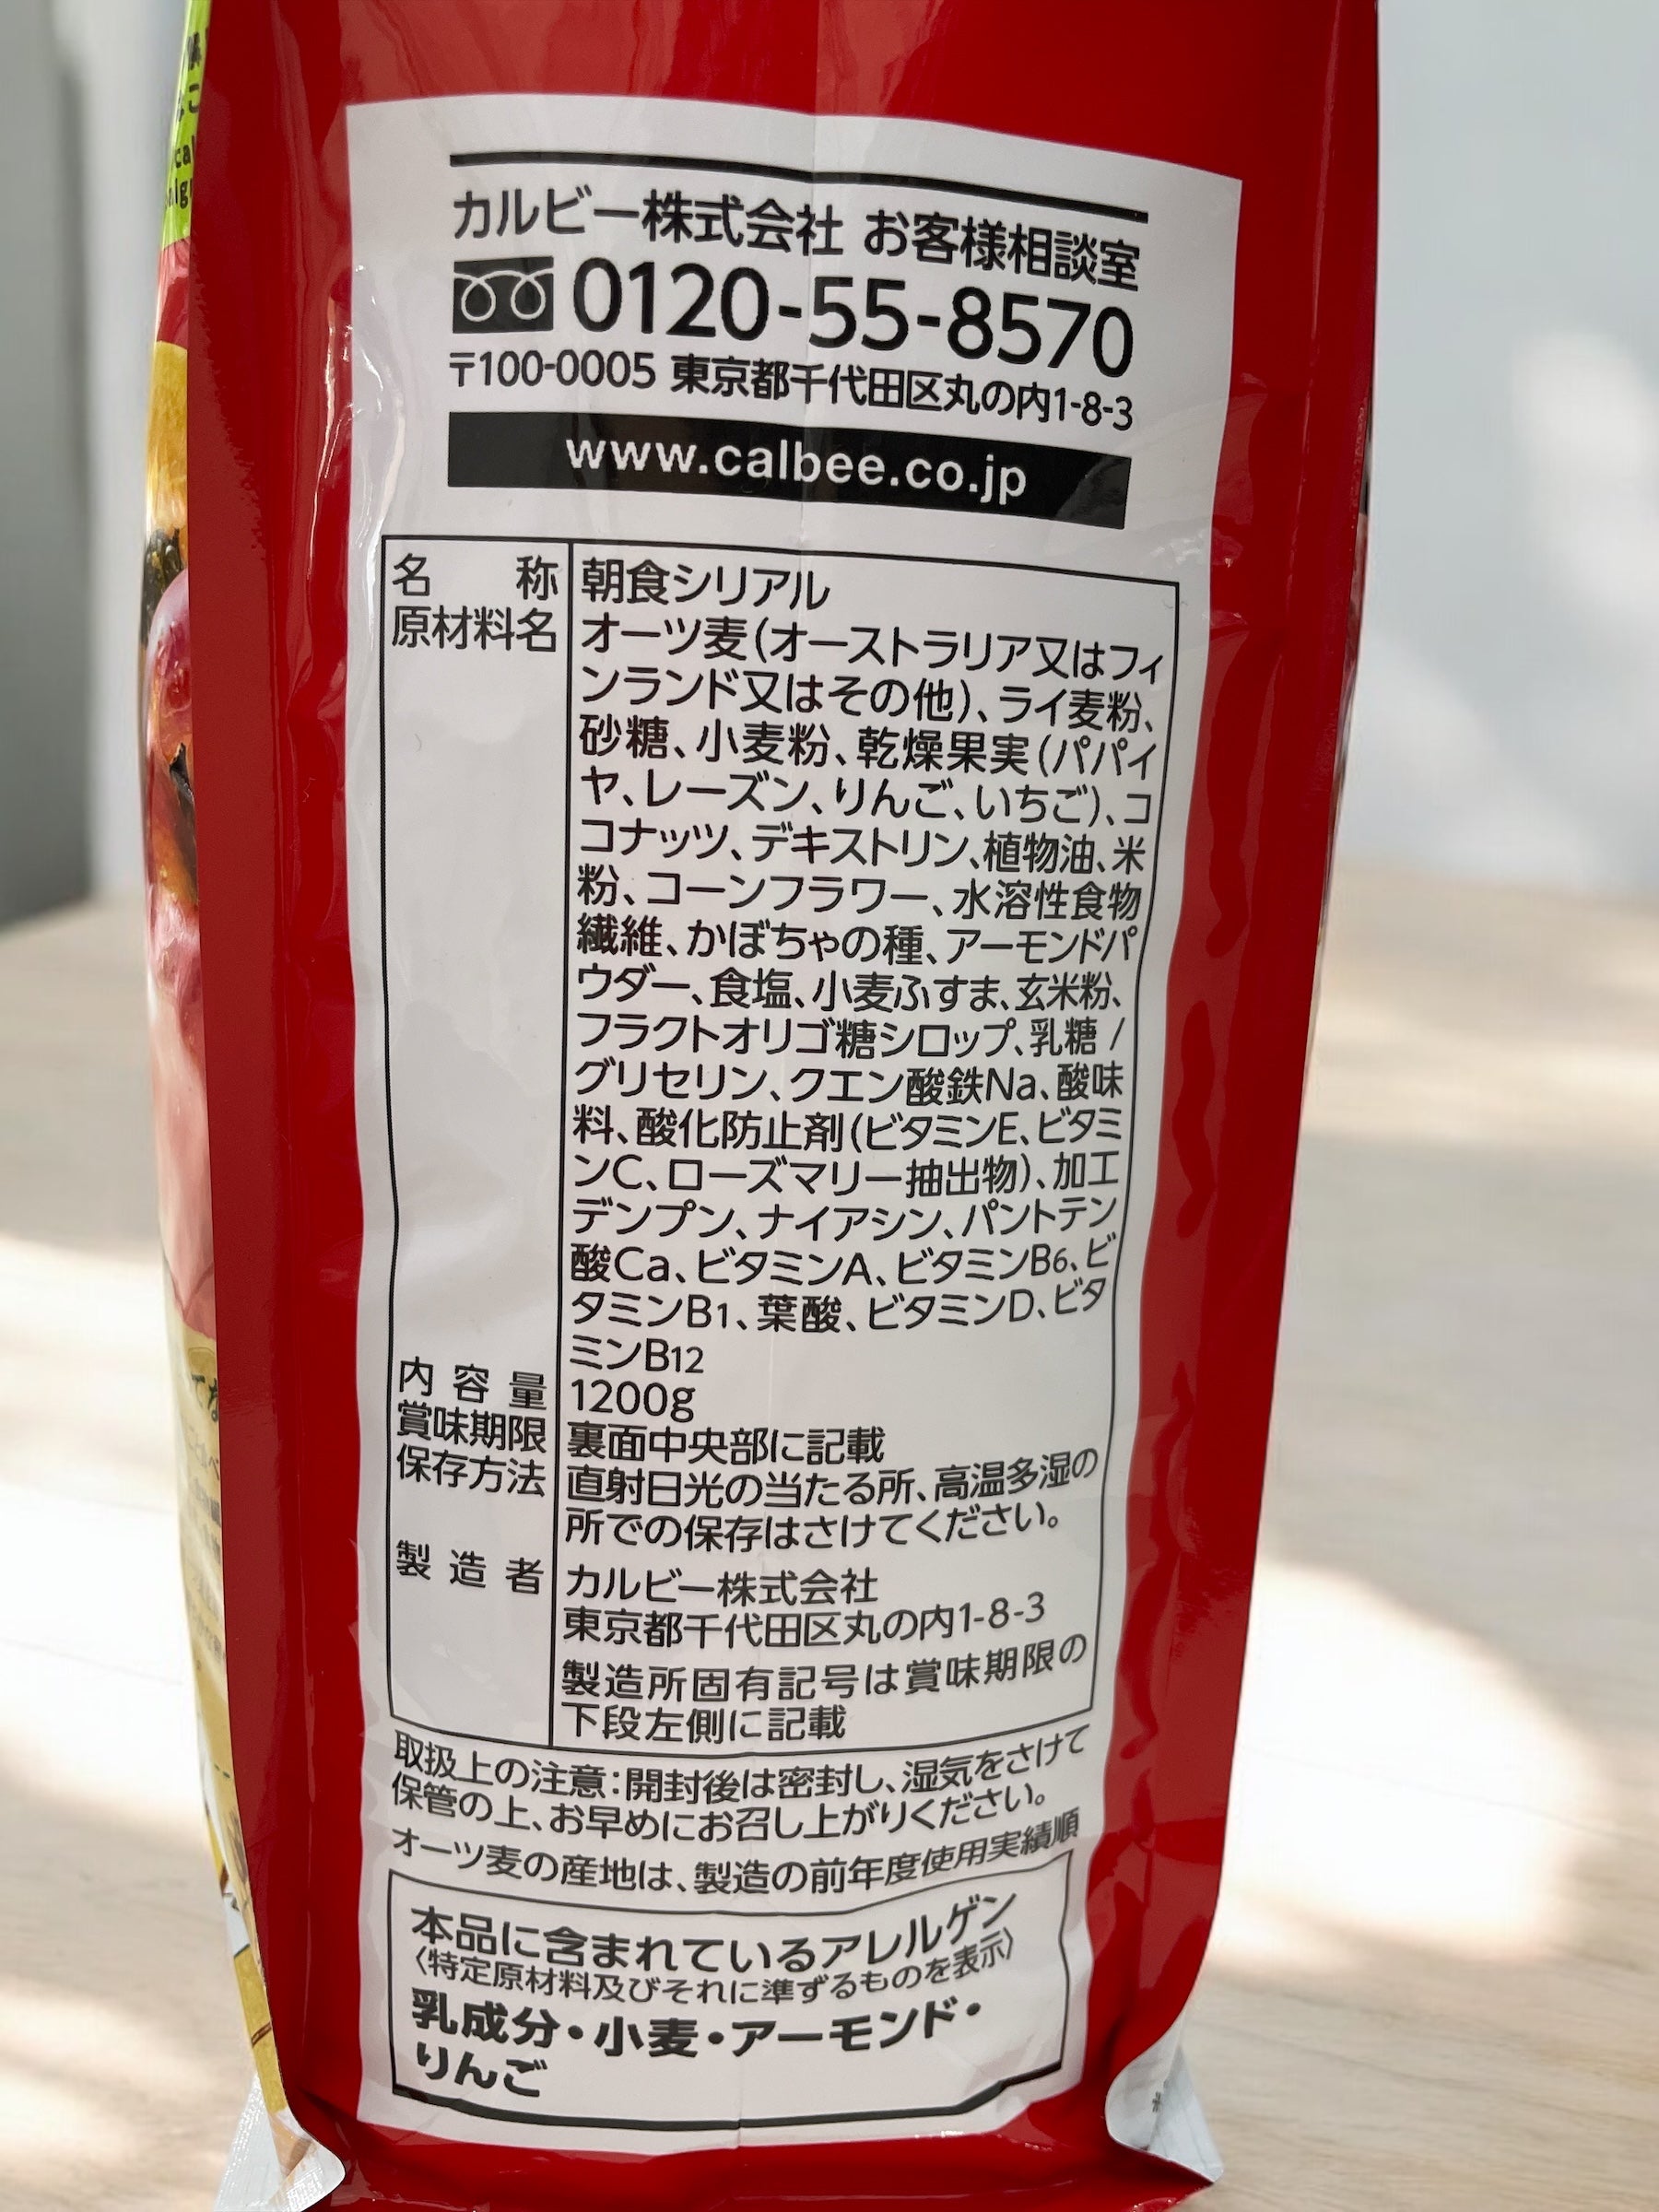 カルビー株式会社 お客様相談室
0120-55-8570
〒100-0005 東京都千代田区丸の内1-8-3
www.calbee.co.jp
名 称 朝食シリアル
原材料名 オーツ麦(オーストラリア又はフィ
ンランド又はその他)、ライ麦粉、
砂糖、小麦粉、乾燥果実(パパイ
ヤ、レーズン、りんご、いちご)、コ
コナッツ、デキストリン、植物油、米
粉、コーンフラワー、水溶性食物
繊維、かぼちゃの種、アーモンドパ
ウダー、食塩、小麦ふすま、玄米粉、
フラクトオリゴ糖シロップ、乳糖 /
グリセリン、クエン酸鉄Na、酸味
料、酸化防止剤(ビタミンE、ビタミ
ンC、ローズマリー抽出物)、加工
デンプン、ナイアシン、パントテン
酸Ca、ビタミンA、ビタミンB6、ビ
タミンB1、葉酸、ビタミンD、ビタ
ミンB12
内容量 1200g
賞味期限 裏面中央部に記載
保存方法 直射日光の当たる所、高温多湿の
所での保存はさけてください。
製造者 カルビー株式会社
東京都千代田区丸の内1-8-3
製造所固有記号は賞味期限の
下段左側に記載
取扱上の注意:開封後は密封し、湿気をさけて
保管の上、お早めにお召し上がりください。
オーツ麦の産地は、製造の前年度使用実績順
本品に含まれているアレルゲン
〈特定原材料及びそれに準ずるものを表示〉
乳成分・小麦・アーモンド・
りんご